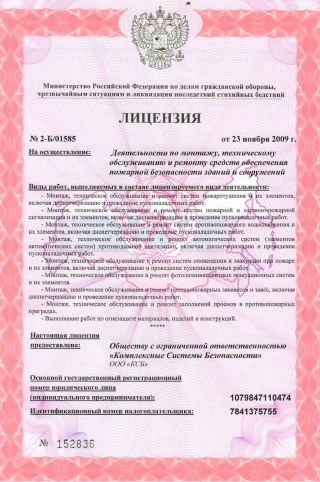 Министерство Российской Федерации по делам гражданской обороны,
чрезвычайным ситуациям и ликвидации последствий стихийных бедствий
ЛИЦЕНЗИЯ
№ 2-Б/01585 от 23 ноября 2009 г.
На осуществление: Деятельности по монтажу, техническому
обслуживанию и ремонту средств обеспечения
пожарной безопасности зданий и сооружений
Виды работ, выполняемых в составе лицензируемого вида деятельности:
- Монтаж, техническое обслуживание и ремонт систем пожаротушения и их элементов,
включая диспетчеризацию и проведение пусконаладочных работ.
- Монтаж, техническое обслуживание и ремонт систем пожарной и охранно-пожарной
сигнализации и их элементов, включая диспетчеризацию и проведение пусконаладочных работ.
- Монтаж, техническое обслуживание и ремонт систем противопожарного водоснабжения и
их элементов, включая диспетчеризацию и проведение пусконаладочных работ.
- Монтаж, техническое обслуживание и ремонт автоматических систем (элементов
автоматических систем) противодымной вентиляции, включая диспетчеризацию и проведение
пусконаладочных работ.
- Монтаж, техническое обслуживание и ремонт систем оповещения и эвакуации при пожаре
и их элементов, включая диспетчеризацию и проведение пусконаладочных работ.
- Монтаж, техническое обслуживание и ремонт фотолюминесцентных эвакуационных систем
и их элементов.
- Монтаж, техническое обслуживание и ремонт противопожарных занавесов и завес, включая
диспетчеризацию и проведение пусконаладочных работ.
- Монтаж, техническое обслуживание и ремонт заполнений проемов в противопожарных
преградах.
- Выполнение работ по огнезащите материалов, изделий и конструкций.
*****
Настоящая лицензия
предоставлена: Обществу с ограниченной ответственностью
«Комплексные Системы Безопасности»
ООО «КСБ»
Основной государственный регистрационный
номер юридического лица
(индивидуального предпринимателя): 1079847110474
Идентификационный номер налогоплательщика: 7841375755
№ 152836